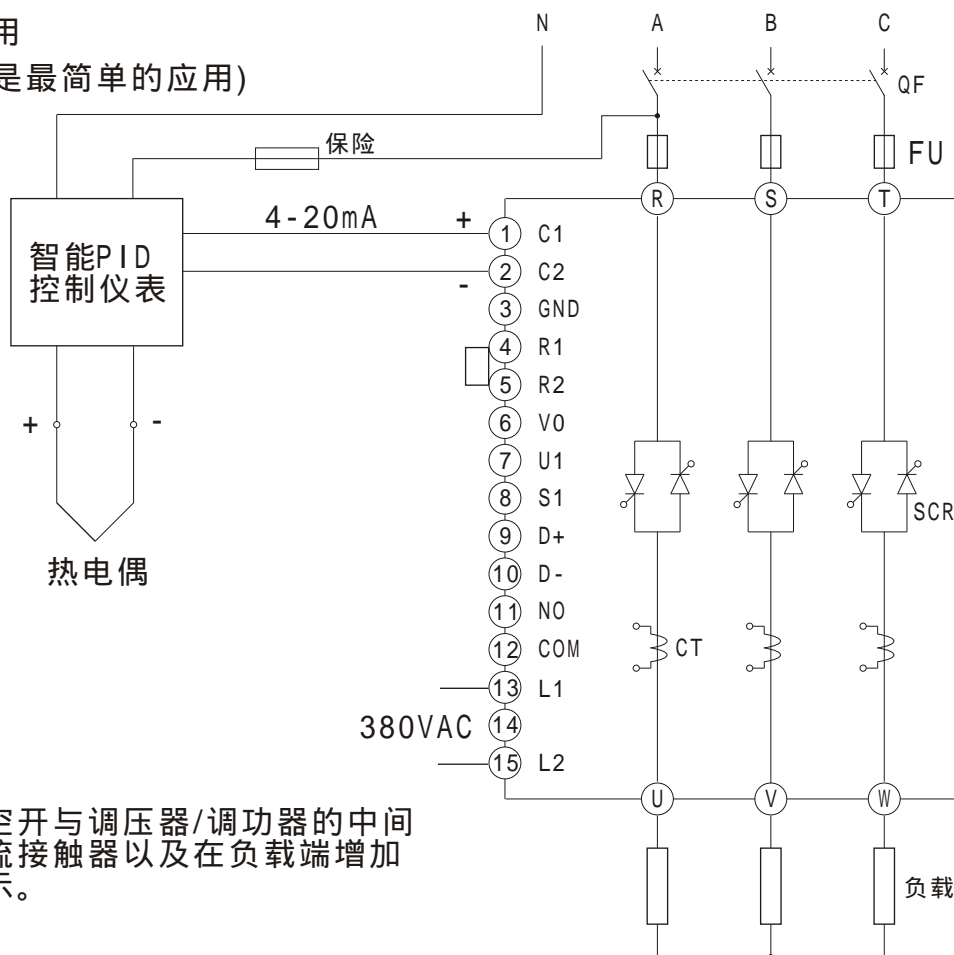 用
是最简单的应用)
N
A
B
C
QF
保险
FU
R
S
T
4-20mA
+
-
智能PID
控制仪表
1 C1
2 C2
3 GND
4 R1
5 R2
6 V0
7 U1
8 S1
9 D+
10 D-
11 NO
12 COM
13 L1
14
15 L2
380VAC
+
-
热电偶
SCR
CT
U
V
W
空开与调压器/调功器的中间
流接触器以及在负载端增加
示。
负载